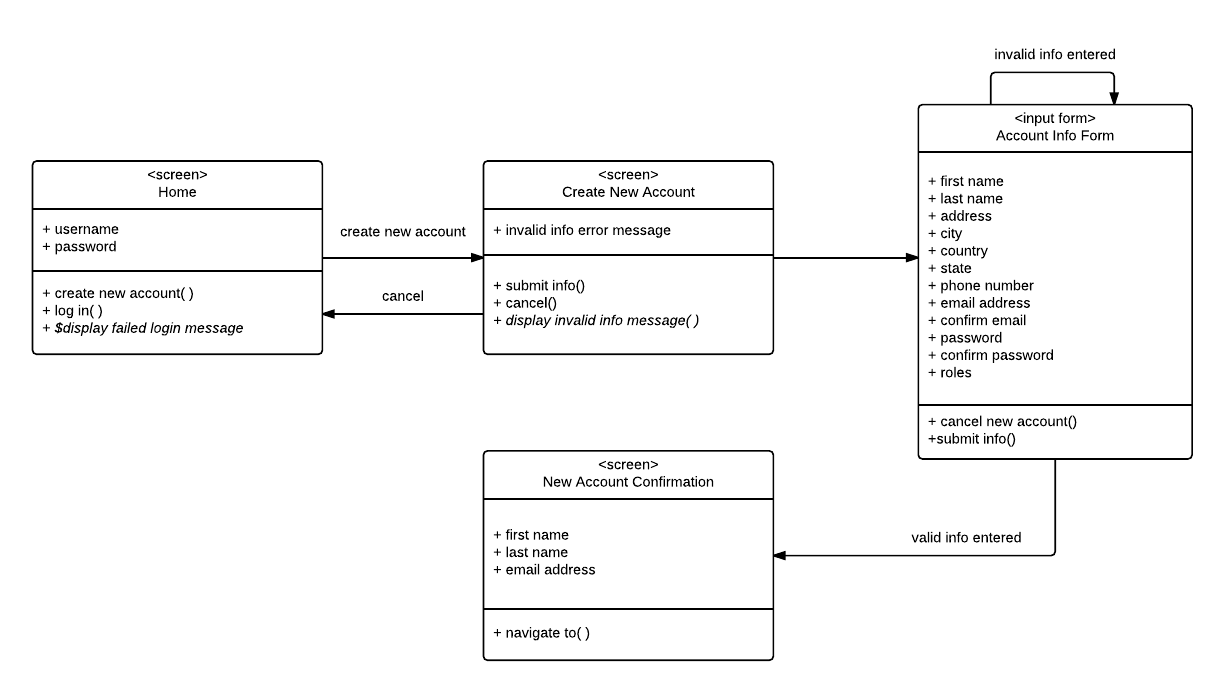 invalid info entered
<input form>
Account Info Form
+ first name
+ last name
+ address
+ city
+ country
+ state
+ phone number
+ email address
+ confirm email
+ password
+ confirm password
+ roles
+ cancel new account()
+submit info()
<screen>
Home
+ username
+ password
+ create new account( )
+ log in( )
+ $display failed login message
create new account
cancel
<screen>
Create New Account
+ invalid info error message
+ submit info()
+ cancel()
+ display invalid info message( )
valid info entered
<screen>
New Account Confirmation
+ first name
+ last name
+ email address
+ navigate to( )